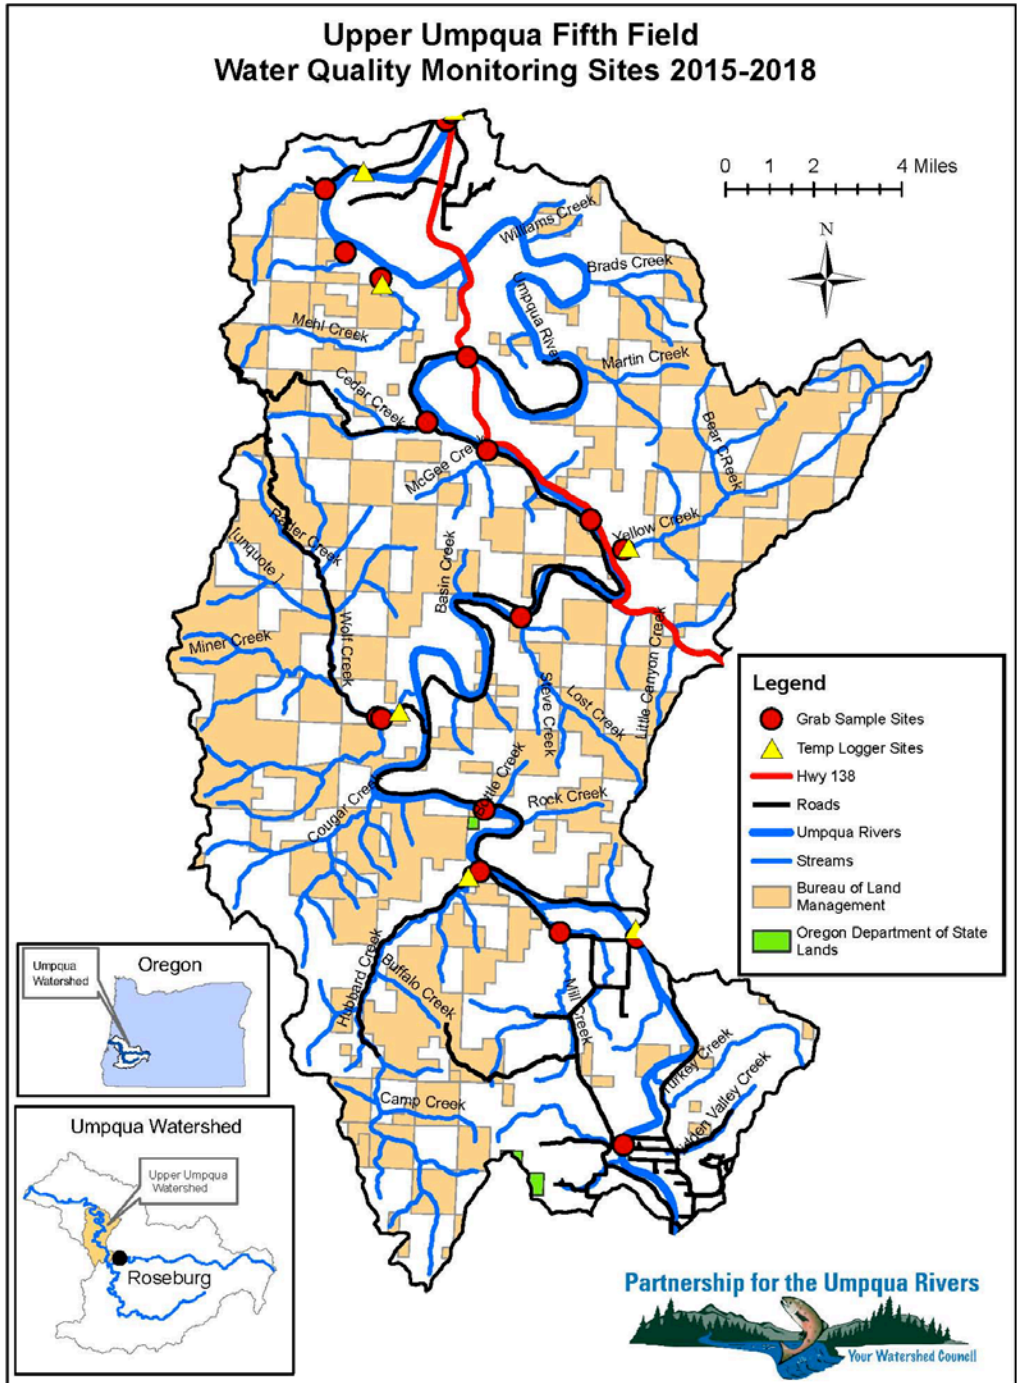 Upper Umpqua Fifth Field
Water Quality Monitoring Sites 2015-2018
0 1 2 4 Miles
N
Williams Creek
Brads Creek
Umpqua River
Mehl Creek
Martin Creek
Cedar Creek
Bear CReek
McGee Creek
Yellow Creek
Rader Creek
[unquote]
Basin Creek
Wolf Creek
Miner Creek
Little Canyon Creek
Steve Creek
Lost Creek
Cougar Creek
Rock Creek
Hubbard Creek
Buffalo Creek
Mill Creek
Turkey Creek
Hidden Valley Creek
Camp Creek
Legend
Grab Sample Sites
Temp Logger Sites
Hwy 138
Roads
Umpqua Rivers
Streams
Bureau of Land
Management
Oregon Department of State
Lands
Umpqua
Watershed
Oregon
Umpqua Watershed
Upper Umpqua
Watershed
Roseburg
Partnership for the Umpqua Rivers
Your Watershed Council